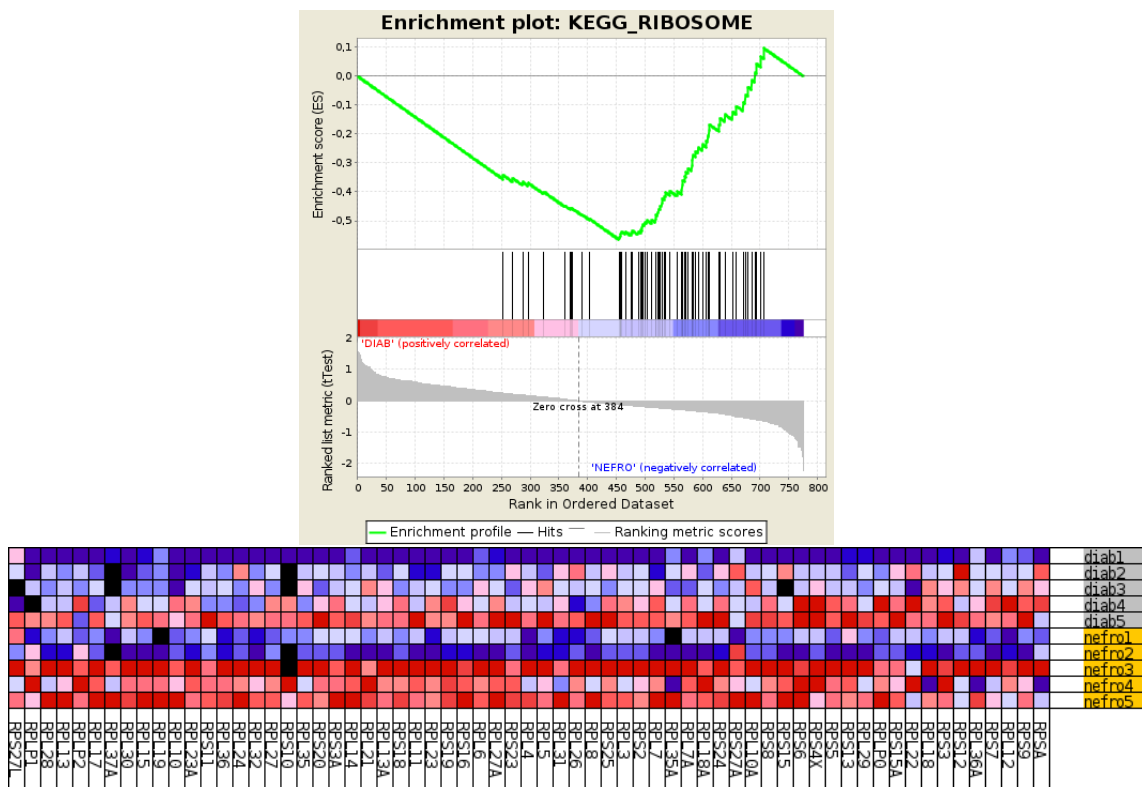 Enrichment plot: KEGG_RIBOSOME
Enrichment score (ES)
0,1
0,0
-0,1
-0,2
-0,3
-0,4
-0,5
Ranked list metric (tTest)
2
1
0
-1
-2
'DIAB' (positively correlated)
Zero cross at 384
'NEFRO' (negatively correlated)
0 50 100 150 200 250 300 350 400 450 500 550 600 650 700 750 800
Rank in Ordered Dataset
Enrichment profile Hits Ranking metric scores
diab1
diab2
diab3
diab4
diab5
nefro1
nefro2
nefro3
nefro4
nefro5
RPS27L
RPLP1
RPL28
RPL13
RPLP2
RPL17
RPL37A
RPL30
RPL15
RPL19
RPL10
RPL23A
RPS11
RPL36
RPL24
RPL32
RPL27
RPS10
RPL35
RPS20
RPS3A
RPL14
RPL21
RPL13A
RPS18
RPL11
RPL23
RPS19
RPS16
RPL6
RPL27A
RPS23
RPL4
RPL5
RPL31
RPL26
RPL8
RPS25
RPL3
RPS2
RPL7
RPL35A
RPL7A
RPL18A
RPS24
RPS27A
RPL10A
RPS8
RPS15
RPS6
RPS4X
RPS5
RPS13
RPL29
RPLP0
RPS15A
RPL22
RPL18
RPS3
RPS12
RPL36A
RPS7
RPL12
RPS9
RPSA